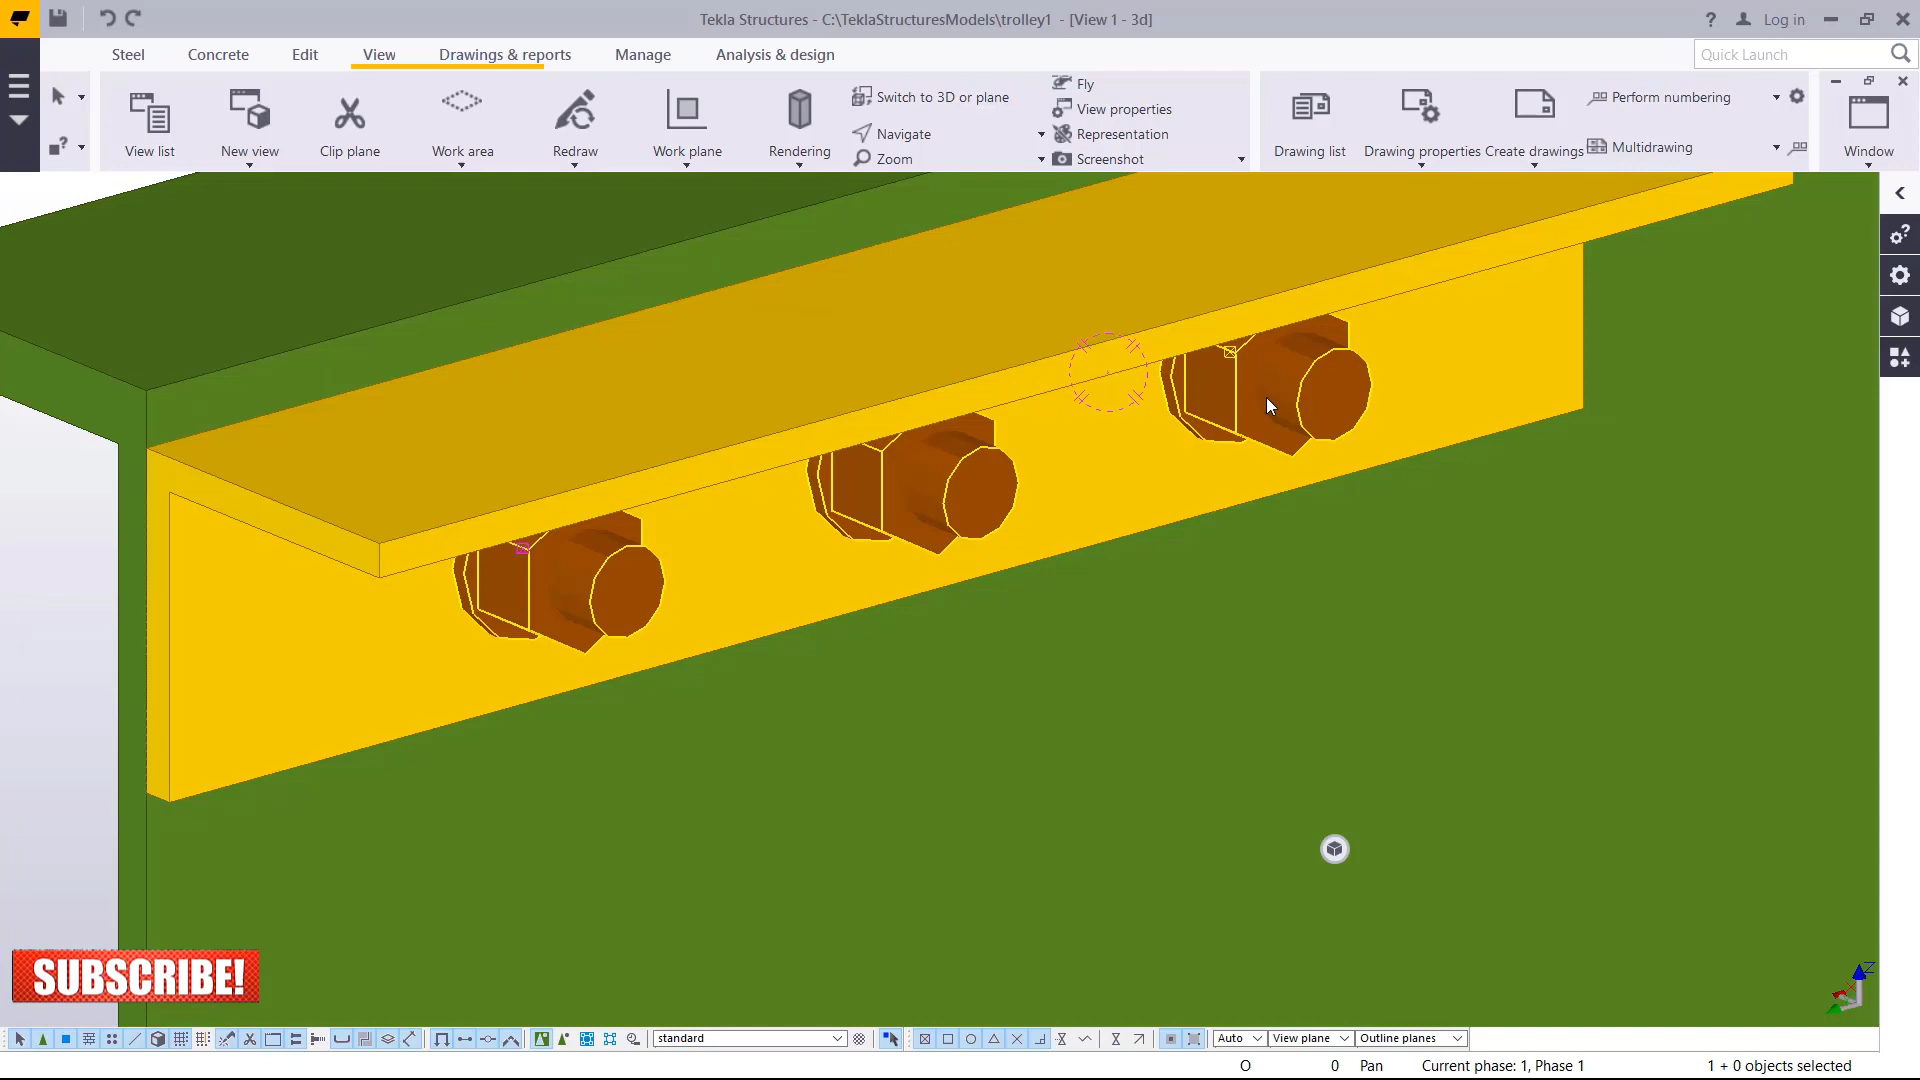 Tekla Structures - C:\TeklaStructuresModels\trolley1 - [View 1 - 3d]
? Log in
Steel Concrete Edit View Drawings & reports Manage Analysis & design
Quick Launch
View list
New view
Clip plane
Work area
Redraw
Work plane
Rendering
Switch to 3D or plane
Navigate
Zoom
Fly
View properties
Representation
Screenshot
Drawing list
Drawing properties
Create drawings
Perform numbering
Multidrawing
Window
Z
SUBSCRIBE!
standard
Auto
View plane
Outline planes
O 0 Pan Current phase: 1, Phase 1 1 + 0 objects selected